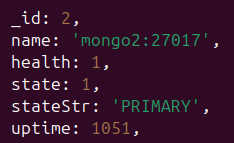 _id: 2,
name: 'mongo2:27017',
health: 1,
state: 1,
stateStr: 'PRIMARY',
uptime: 1051,